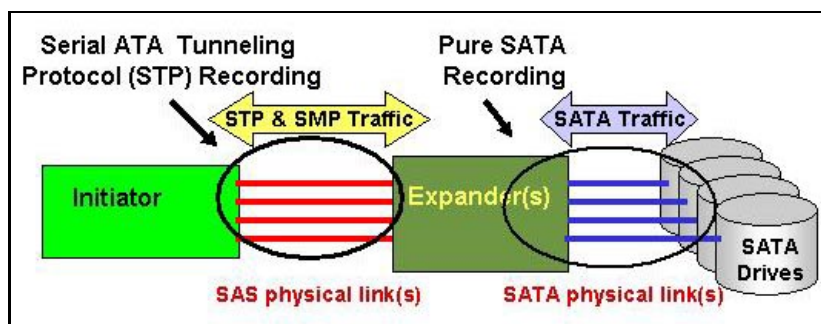 Serial ATA Tunneling
Protocol (STP) Recording
Pure SATA
Recording
STP & SMP Traffic
SATA Traffic
Initiator
Expander(s)
SATA
Drives
SAS physical link(s)
SATA physical link(s)